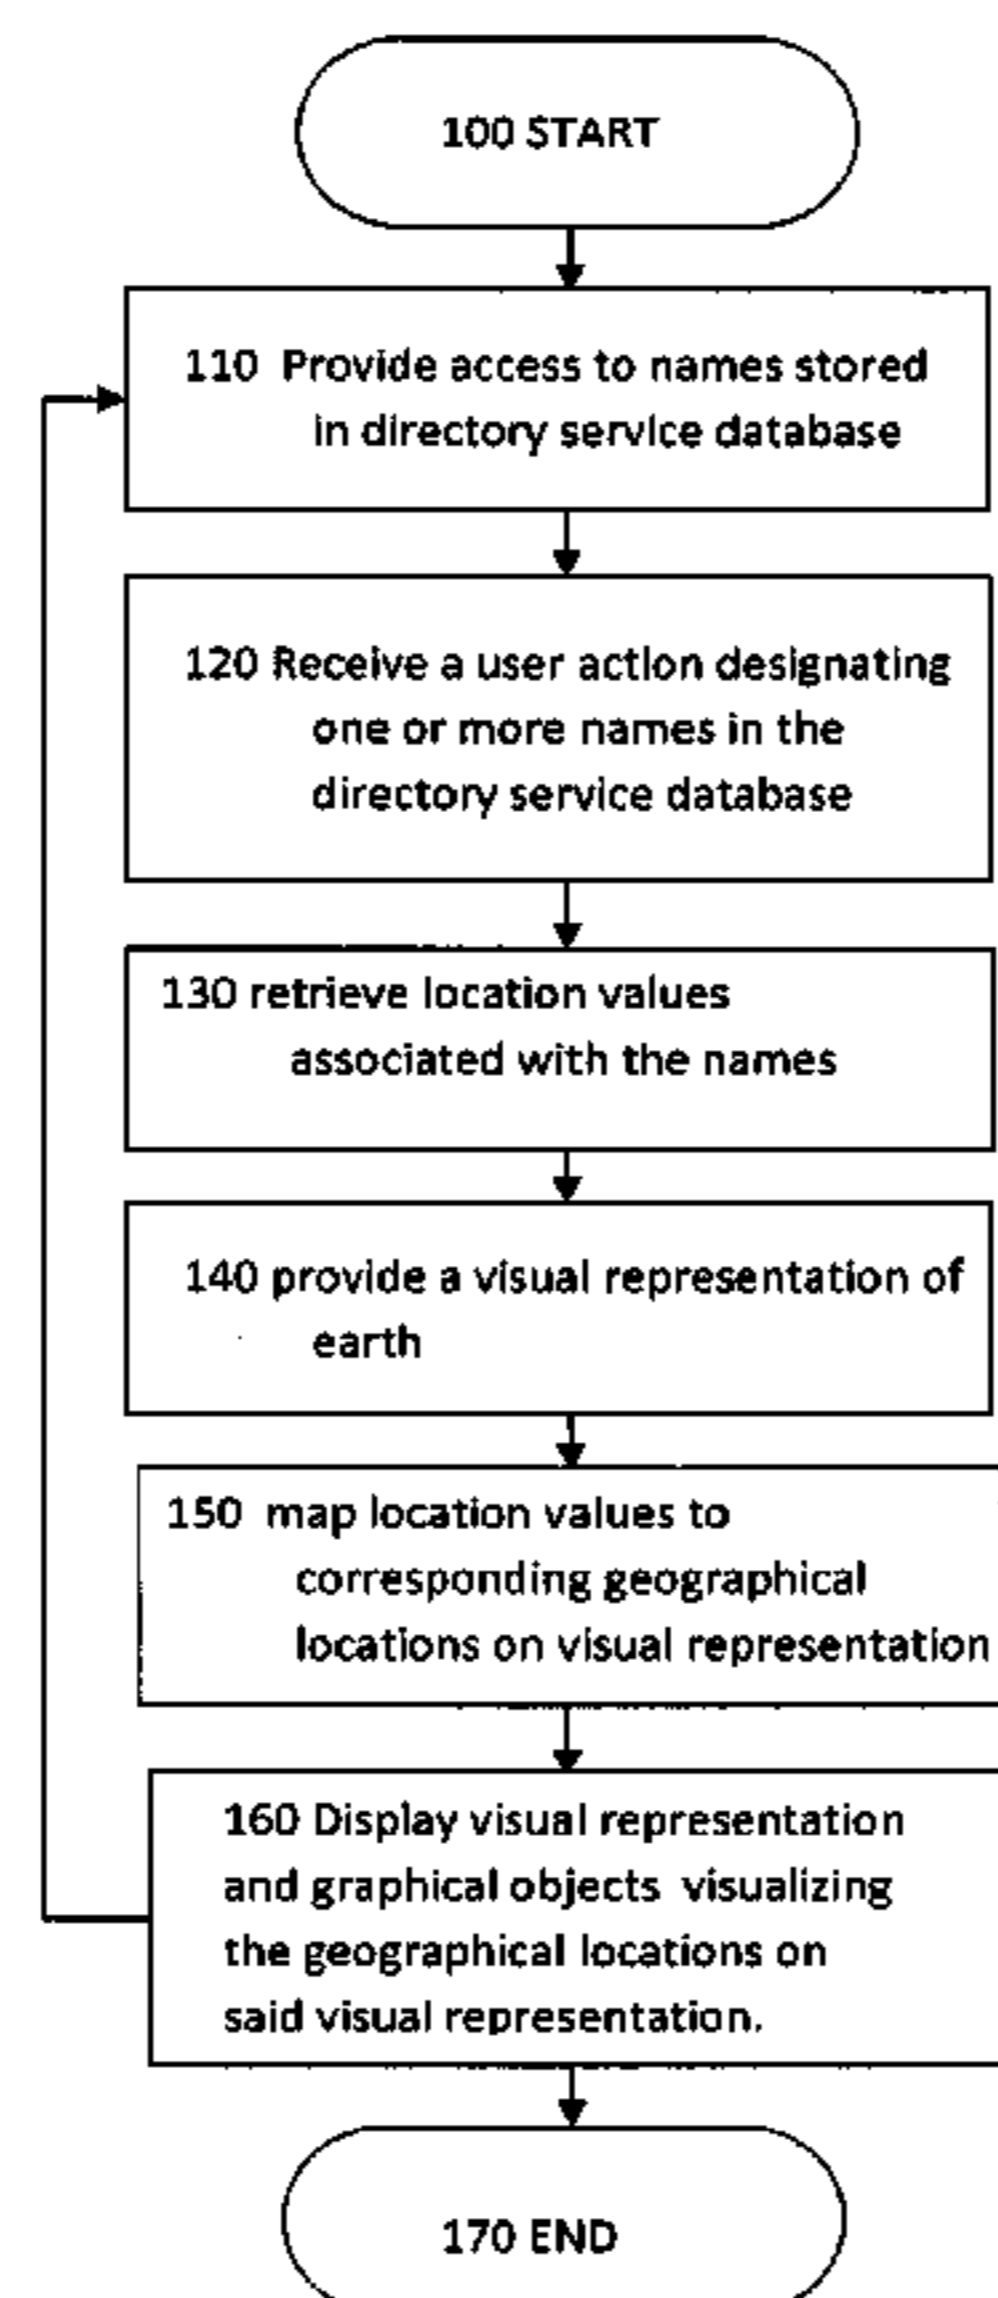 100 START
110 Provide access to names stored
in directory service database
120 Receive a user action designating
one or more names in the
directory service database
130 retrieve location values
associated with the names
140 provide a visual representation of
earth
150 map location values to
corresponding geographical
locations on visual representation
160 Display visual representation
and graphical objects visualizing
the geographical locations on
said visual representation.
170 END